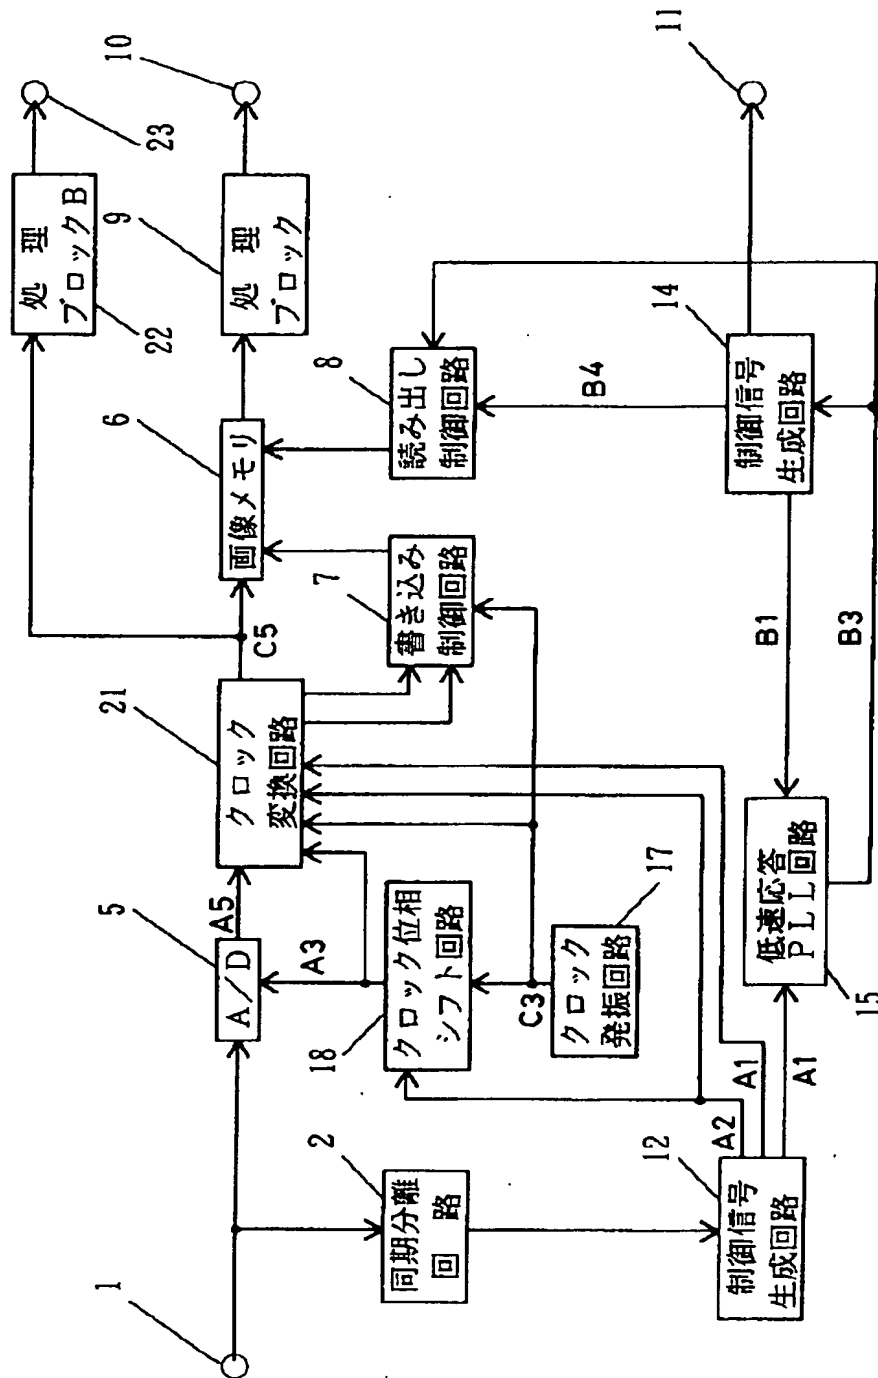 1
2
同期分離
回路
12
制御信号
生成回路
A2
A1
A1
5
A/D
A5
A3
18
クロック位相
シフト回路
C3
クロック
発振回路
17
15
低速応答
PLL回路
21
クロック
変換回路
C5
7
書き込み
制御回路
6
画像メモリ
8
読み出し
制御回路
B4
B1
B3
14
制御信号
生成回路
22
処理
ブロックB
9
処理
ブロック
23
10
11